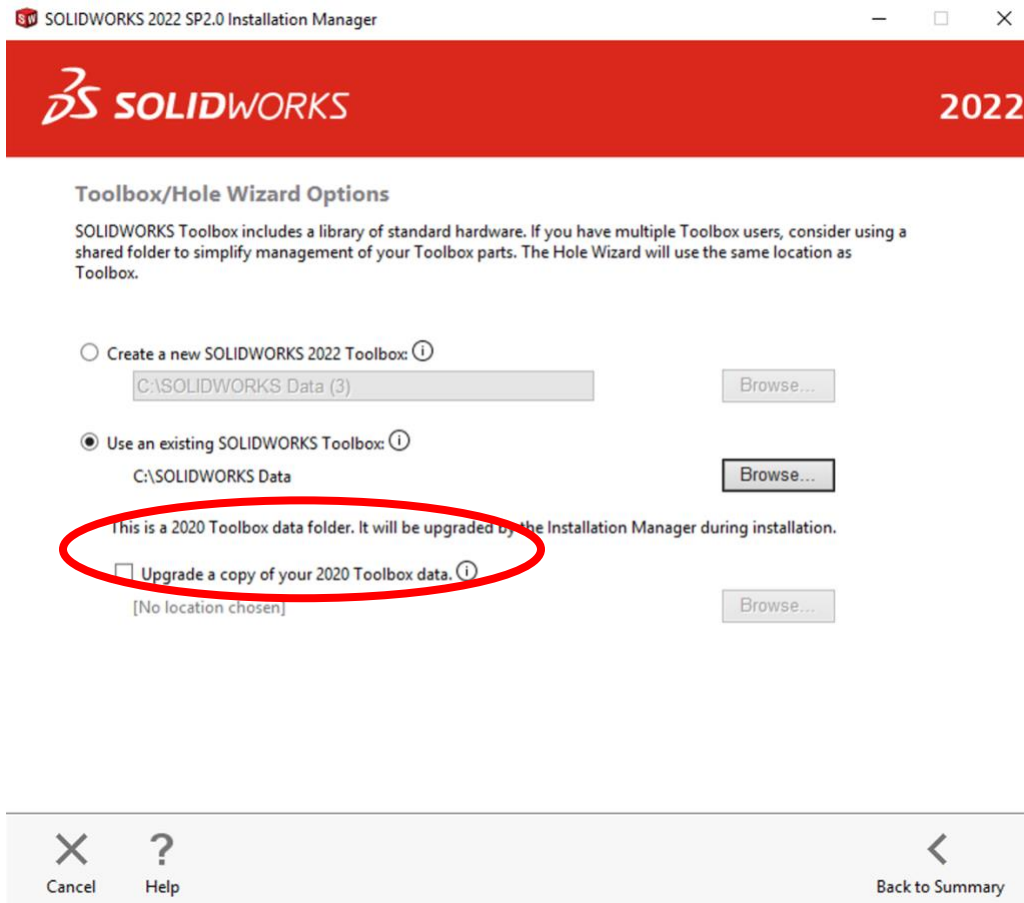 SOLIDWORKS 2022 SP2.0 Installation Manager
SOLIDWORKS
2022
Toolbox/Hole Wizard Options
SOLIDWORKS Toolbox includes a library of standard hardware. If you have multiple Toolbox users, consider using a
shared folder to simplify management of your Toolbox parts. The Hole Wizard will use the same location as
Toolbox.
Create a new SOLIDWORKS 2022 Toolbox:
C:\SOLIDWORKS Data (3)
Browse...
Use an existing SOLIDWORKS Toolbox:
C:\SOLIDWORKS Data
Browse...
This is a 2020 Toolbox data folder. It will be upgraded by the Installation Manager during installation.
Upgrade a copy of your 2020 Toolbox data.
[No location chosen]
Browse...
Cancel
Help
Back to Summary